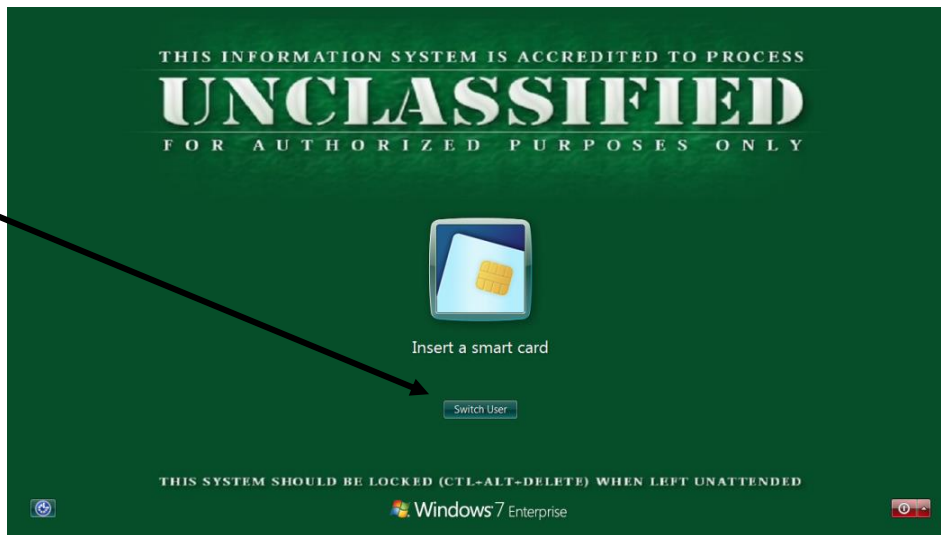 THIS INFORMATION SYSTEM IS ACCREDITED TO PROCESS
UNCLASSIFIED
FOR AUTHORIZED PURPOSES ONLY
Insert a smart card
Switch User
THIS SYSTEM SHOULD BE LOCKED (CTL+ALT+DELETE) WHEN LEFT UNATTENDED
Windows 7 Enterprise